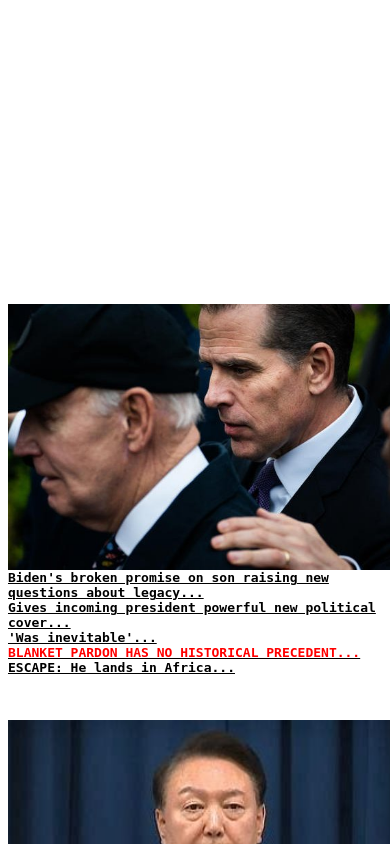 Biden's broken promise on son raising new
questions about legacy...
Gives incoming president powerful new political
cover...
'Was inevitable'...
BLANKET PARDON HAS NO HISTORICAL PRECEDENT...
ESCAPE: He lands in Africa...